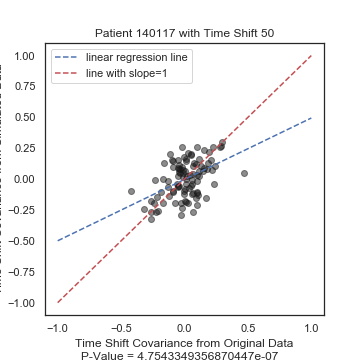 Patient 140117 with Time Shift 50
linear regression line
line with slope=1
1.00
0.75
0.50
0.25
0.00
−0.25
−0.50
−0.75
−1.00
−1.0 −0.5 0.0 0.5 1.0
Time Shift Covariance from Original Data
P-Value = 4.7543349356870447e-07